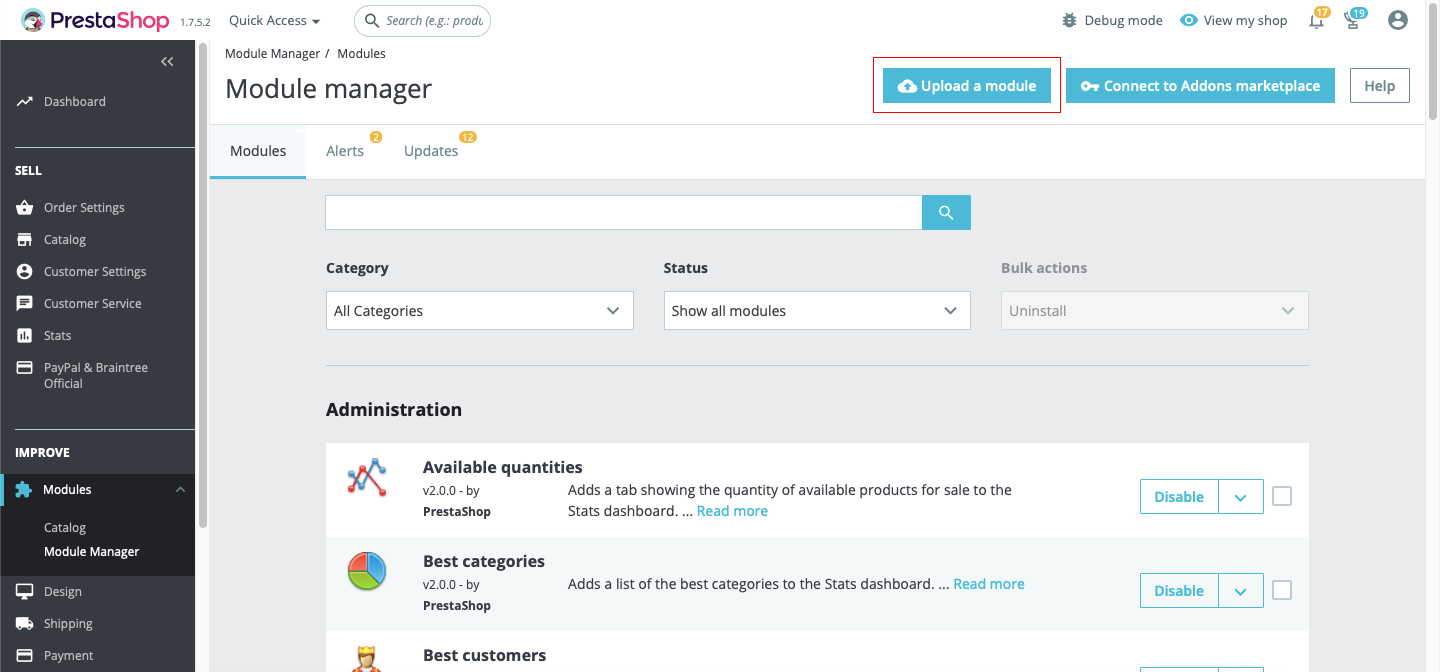 PrestaShop 1.7.5.2 Quick Access Search (e.g.: produ Debug mode View my shop 17 19
Module Manager / Modules
Module manager
Upload a module
Connect to Addons marketplace
Help
Dashboard
SELL
Order Settings
Catalog
Customer Settings
Customer Service
Stats
PayPal & Braintree
Official
IMPROVE
Modules
Catalog
Module Manager
Design
Shipping
Payment
Modules Alerts 2 Updates 12
Category Status Bulk actions
All Categories Show all modules Uninstall
Administration
Available quantities
v2.0.0 - by
PrestaShop
Adds a tab showing the quantity of available products for sale to the
Stats dashboard. ... Read more
Disable
Best categories
v2.0.0 - by
PrestaShop
Adds a list of the best categories to the Stats dashboard. ... Read more
Disable
Best customers